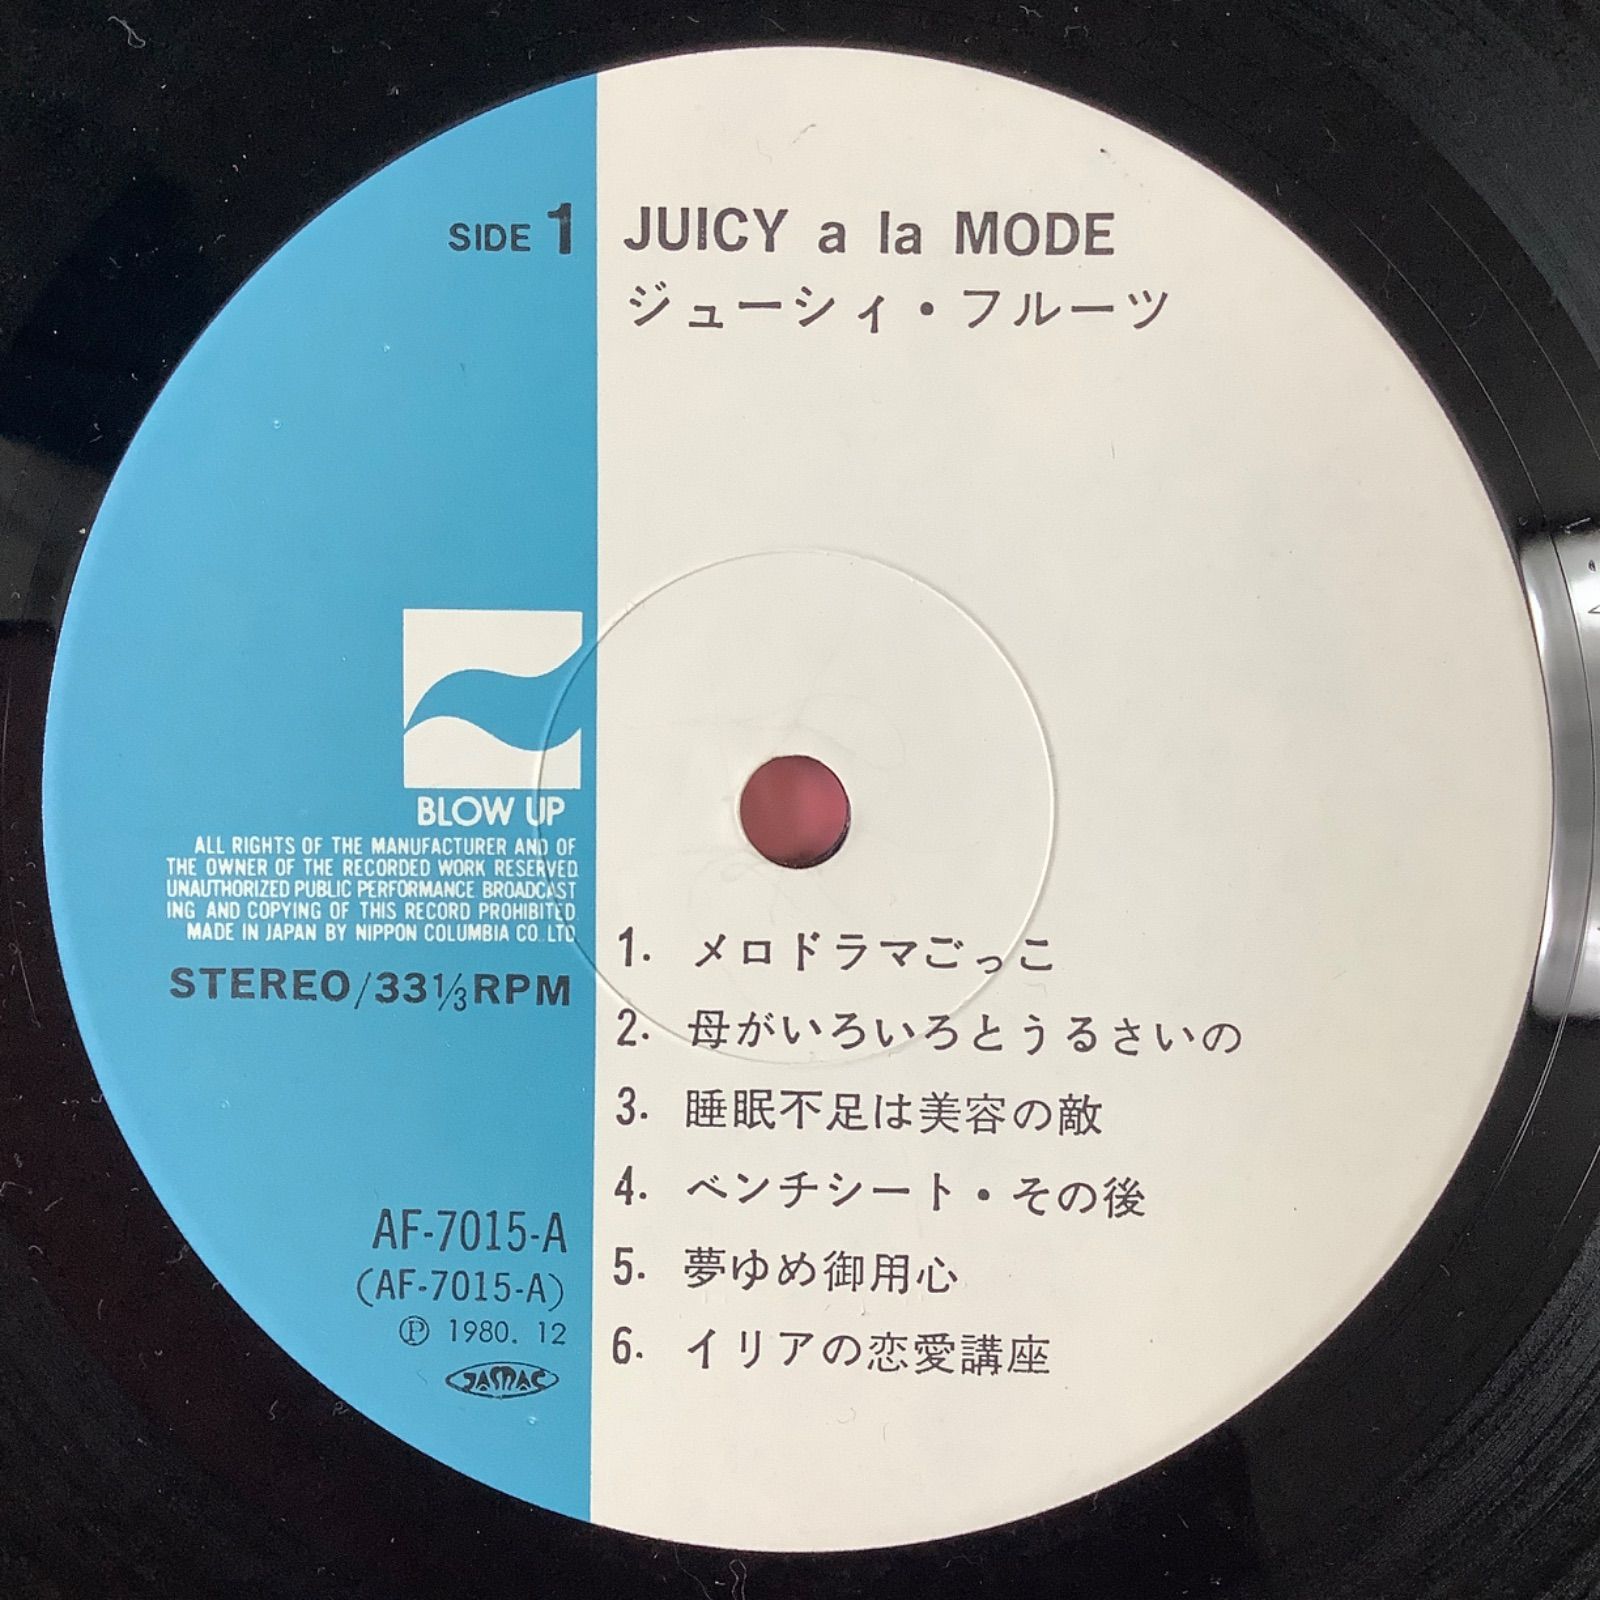 SIDE 1
JUICY a la MODE
ジューシィ・フルーツ
BLOW UP
ALL RIGHTS OF THE MANUFACTURER AND OF
THE OWNER OF THE RECORDED WORK RESERVED.
UNAUTHORIZED PUBLIC PERFORMANCE BROADCAST
ING AND COPYING OF THIS RECORD PROHIBITED.
MADE IN JAPAN BY NIPPON COLUMBIA CO. LTD
STEREO/33⅓RPM
AF-7015-A
(AF-7015-A)
Ⓟ 1980. 12
JASRAC
1. メロドラマごっこ
2. 母がいろいろとうるさいの
3. 睡眠不足は美容の敵
4. ベンチシート・その後
5. 夢ゆめ御用心
6. イリアの恋愛講座